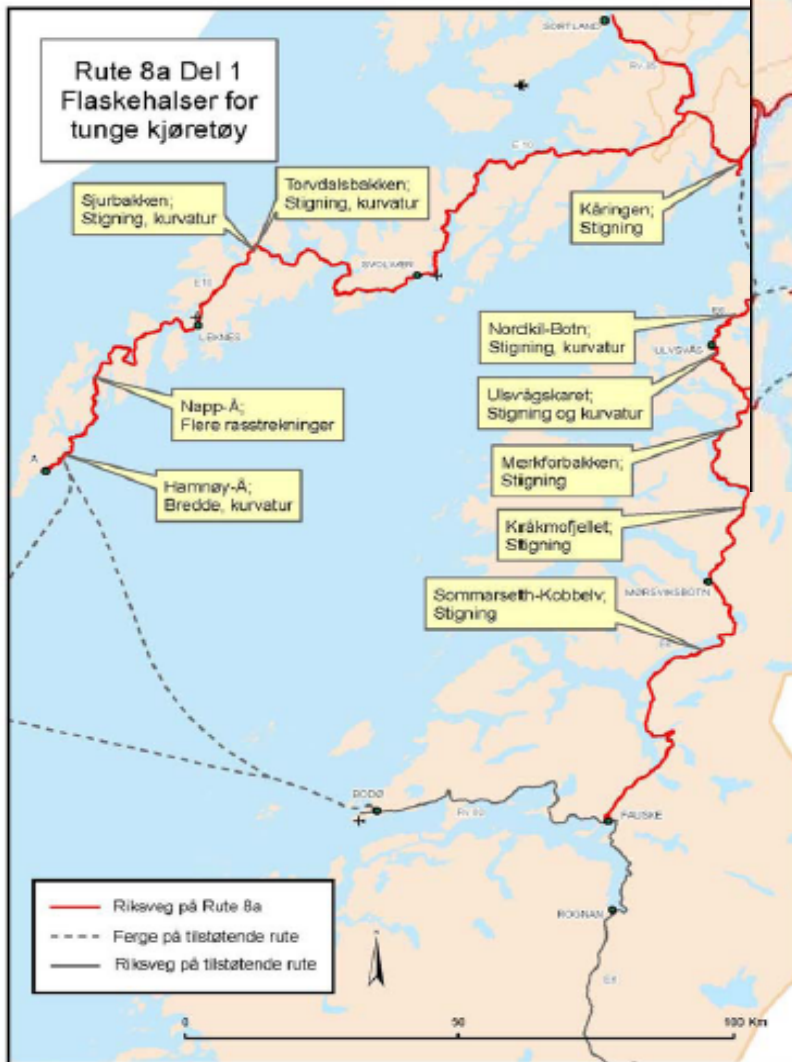 Rute 8a Del 1
Flaskehalser for
tunge kjøretøy
SORTLAND
Rv 85
E 10
Torvdalsbakken;
Stigning, kurvatur
Sjurbakken;
Stigning, kurvatur
Kåringen;
Stigning
SVOLVÆR
E10
LEKNES
Nordkil-Botn;
Stigning, kurvatur
E6
ULVSVÅG
Napp-Å;
Flere rasstrekninger
Ulsvågskaret;
Stigning og kurvatur
Å
Hamnøy-Å;
Bredde, kurvatur
Mørkforbakken;
Stigning
Kråkmofjellet;
Stigning
Sommarseth-Kobbelv;
Stigning
MØRSVIKBOTN
E6
BODØ
Rv 80
FAUSKE
ROGNAN
E6
Riksveg på Rute 8a
Ferge på tilstøtende rute
Riksveg på tilstøtende rute
N
0 50 100 Km